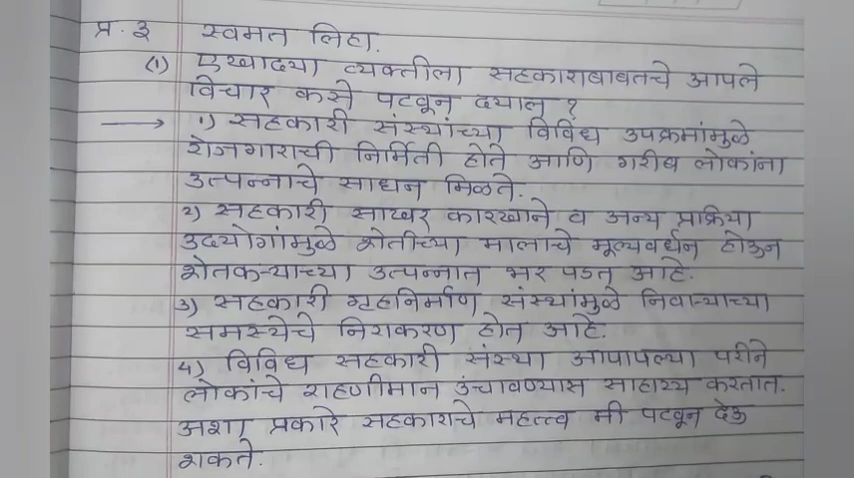 प्र. ३ स्वमत लिहा.
(१) एखादया व्यक्तीला सहकाराबाबतचे आपले
विचार कसे पटवून दयाल ?
→ १) सहकारी संस्थांच्या विविध उपक्रमांमुळे
रोजगाराची निर्मिती होते आणि गरीब लोकांना
उत्पन्नाचे साधन मिळते.
२) सहकारी साखर कारखाने व अन्य प्राक्रिया
उदयोगांमुळे शेतीच्या मालाचे मूल्यवर्धन होऊन
शेतकऱ्याच्या उत्पन्नात भर पडत आहे.
३) सहकारी गृहनिर्माण संस्थांमुळे निवाऱ्याच्या
समस्येचे निराकरण होत आहे.
4) विविध सहकारी संस्था आपापल्या परीने
लोकांचे राहणीमान उंचावण्यास साहाय्य करतात.
अशा प्रकारे सहकाराचे महत्त्व मी पटवून देऊ
शकते.